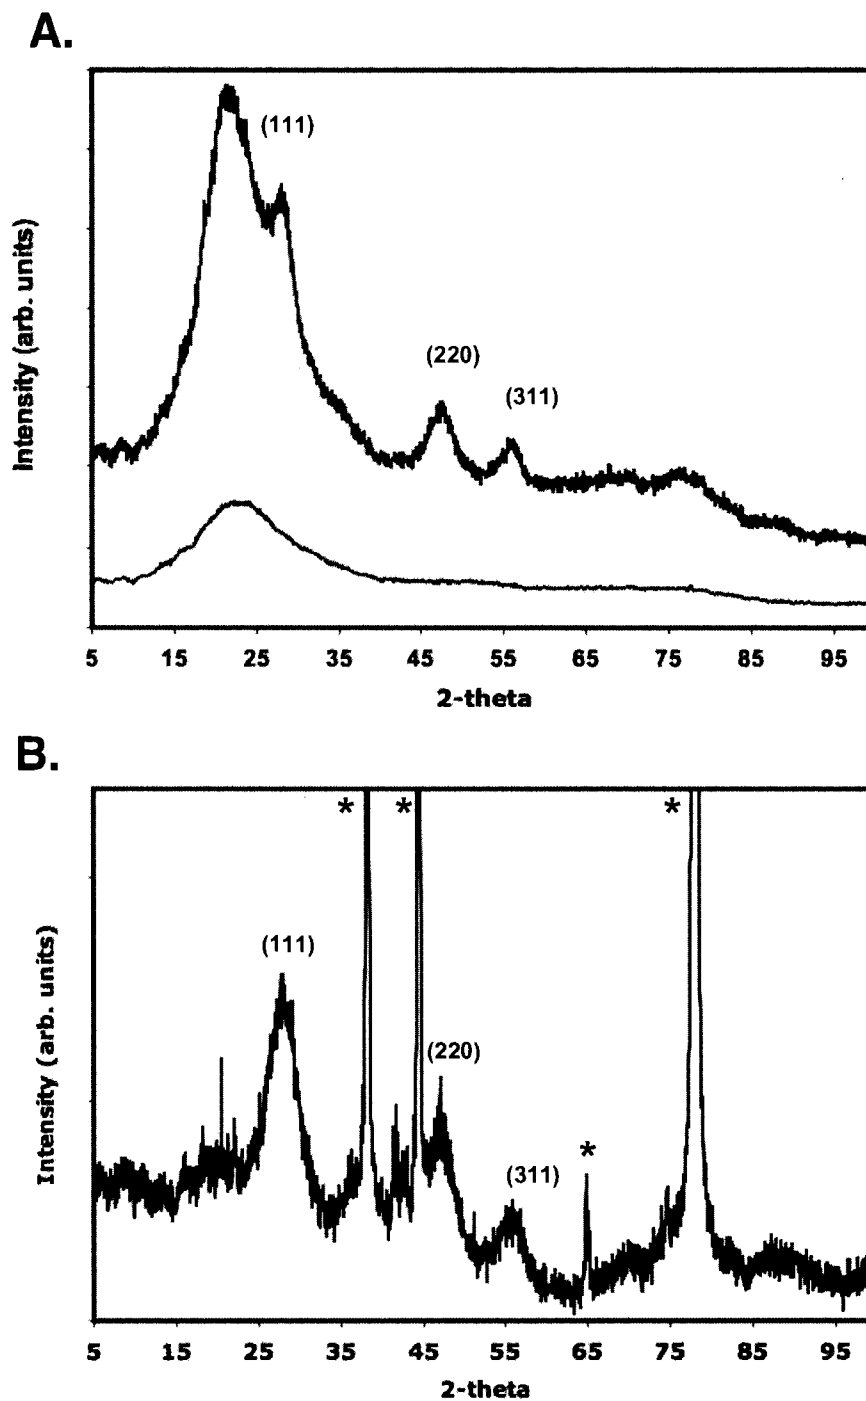 A.
(111)
(220)
(311)
Intensity (arb. units)
5 15 25 35 45 55 65 75 85 95
2-theta
B.
* * *
(111)
(220)
*
(311)
Intensity (arb. units)
5 15 25 35 45 55 65 75 85 95
2-theta